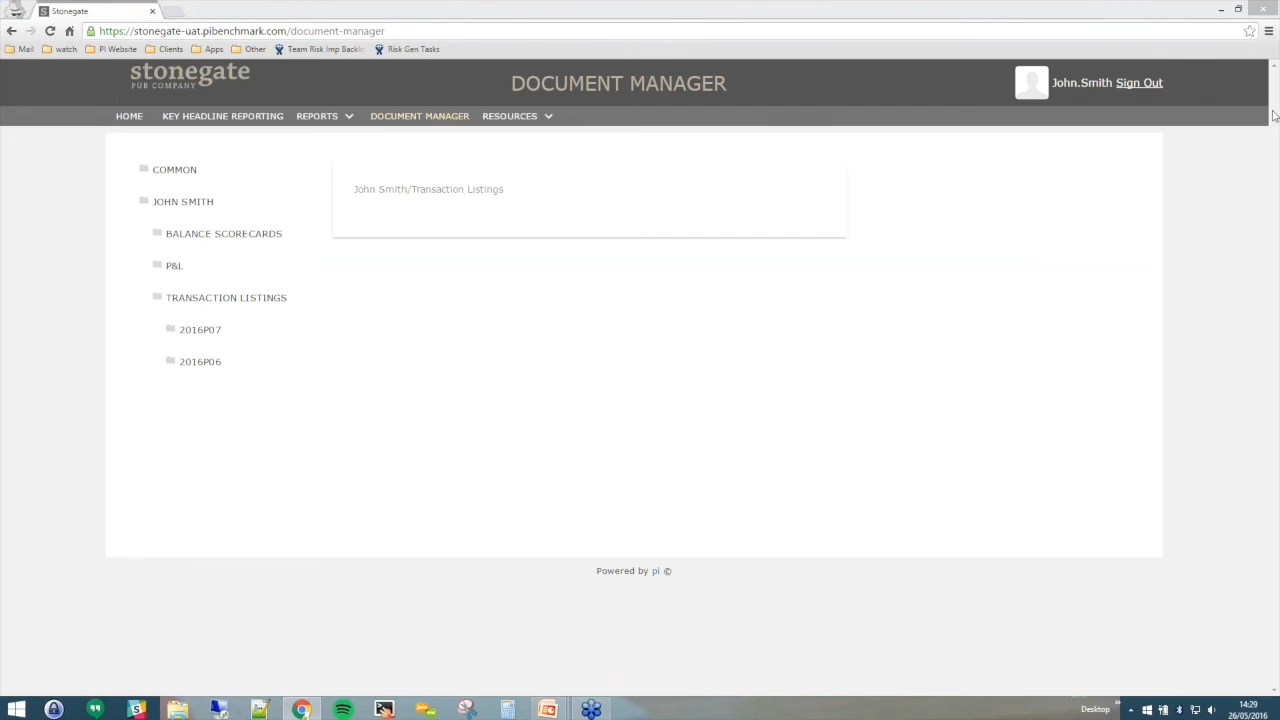 Stonegate
https://stonegate-uat.pibenchmark.com/document-manager
Mail watch PI Website Clients Apps Other Team Risk Imp Backlo Risk Gen Tasks
stonegate
PUB COMPANY
DOCUMENT MANAGER
John.Smith Sign Out
HOME KEY HEADLINE REPORTING REPORTS DOCUMENT MANAGER RESOURCES
COMMON
JOHN SMITH
BALANCE SCORECARDS
P&L
TRANSACTION LISTINGS
2016P07
2016P06
John Smith/Transaction Listings
Powered by pi ©
Desktop
14:29
26/05/2016